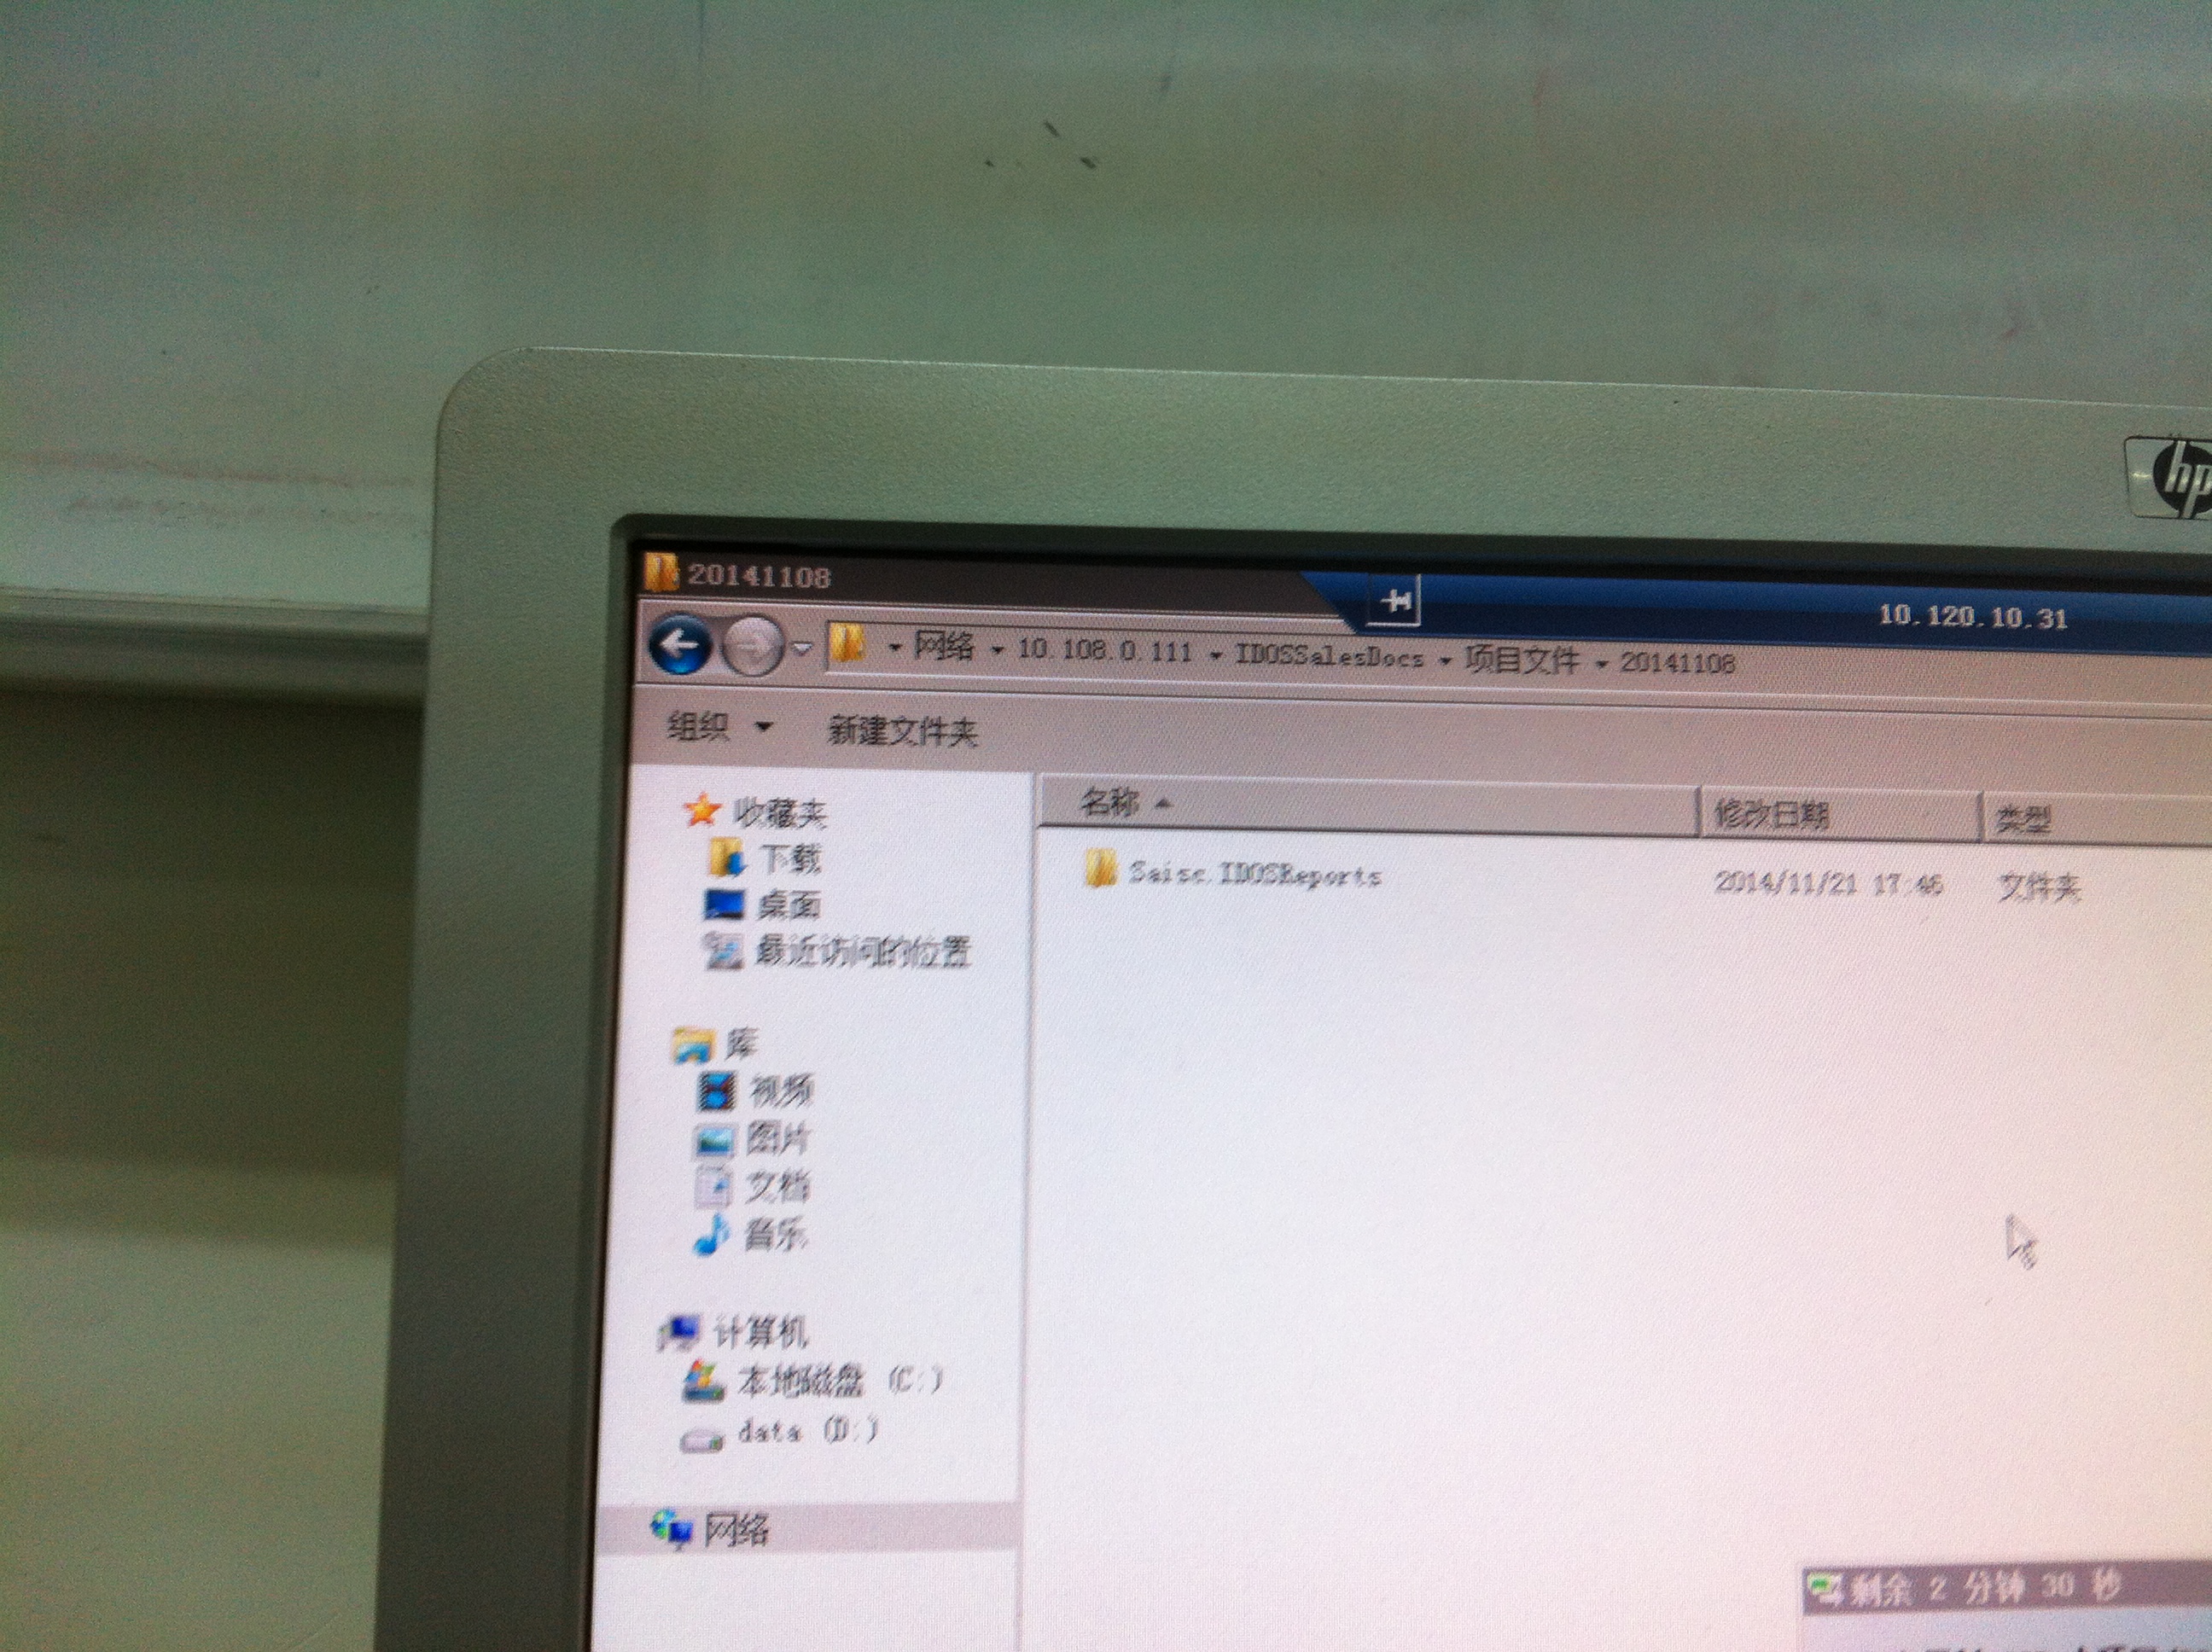 hp
20141108
10.120.10.31
网络 10.108.0.111 IDOSSalesDocs 项目文件 20141108
组织 新建文件夹
名称 修改日期 类型
Saisc.IDOSReports 2014/11/21 17:46 文件夹
收藏夹
下载
桌面
最近访问的位置
库
视频
图片
文档
音乐
计算机
本地磁盘 (C:)
data (D:)
网络
剩余 2 分钟 30 秒